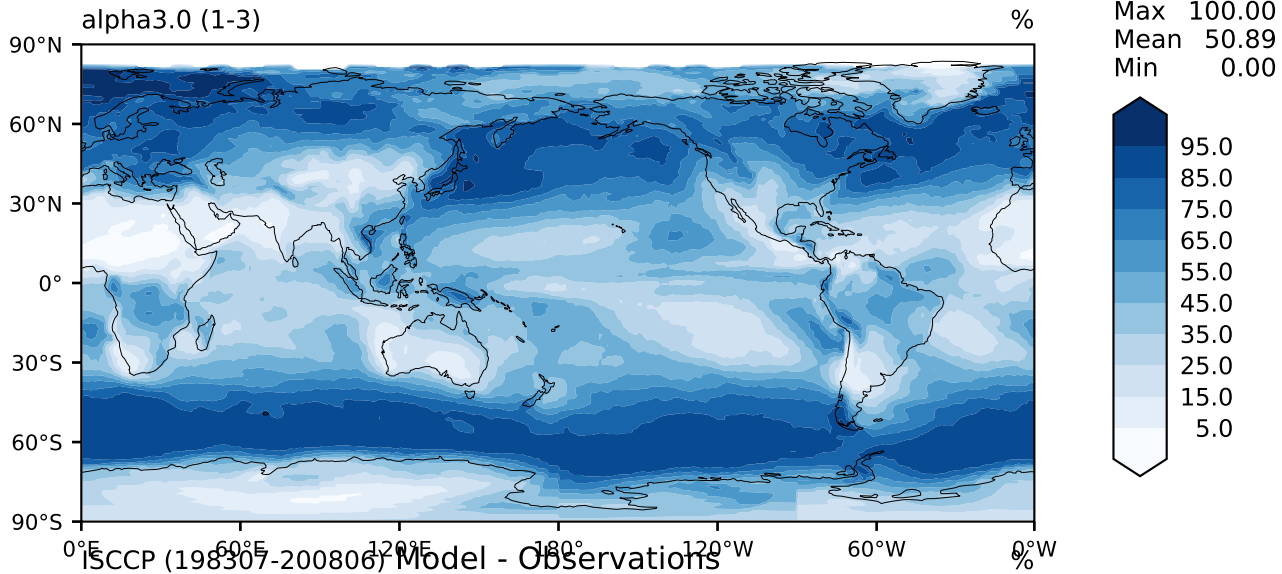 alpha3.0 (1-3) %
Max 100.00
Mean 50.89
Min 0.00
90°N
60°N
30°N
0°
30°S
60°S
90°S
95.0
85.0
75.0
65.0
55.0
45.0
35.0
25.0
15.0
5.0
0°E 60°E 120°E 180° 120°W 60°W 0°W
ISCCP (198307-200806) Model - Observations %